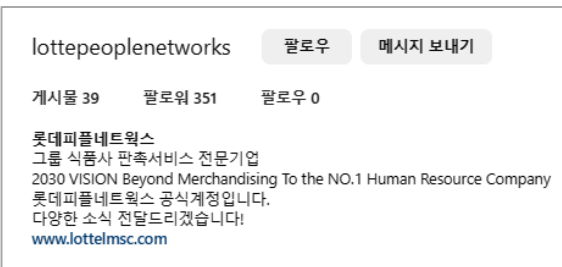 lottepeoplenetworks 팔로우 메시지 보내기
게시물 39 팔로워 351 팔로우 0
롯데피플네트웍스
그룹 식품사 판촉서비스 전문기업
2030 VISION Beyond Merchandising To the NO.1 Human Resource Company
롯데피플네트웍스 공식계정입니다.
다양한 소식 전달드리겠습니다!
www.lottelmsc.com